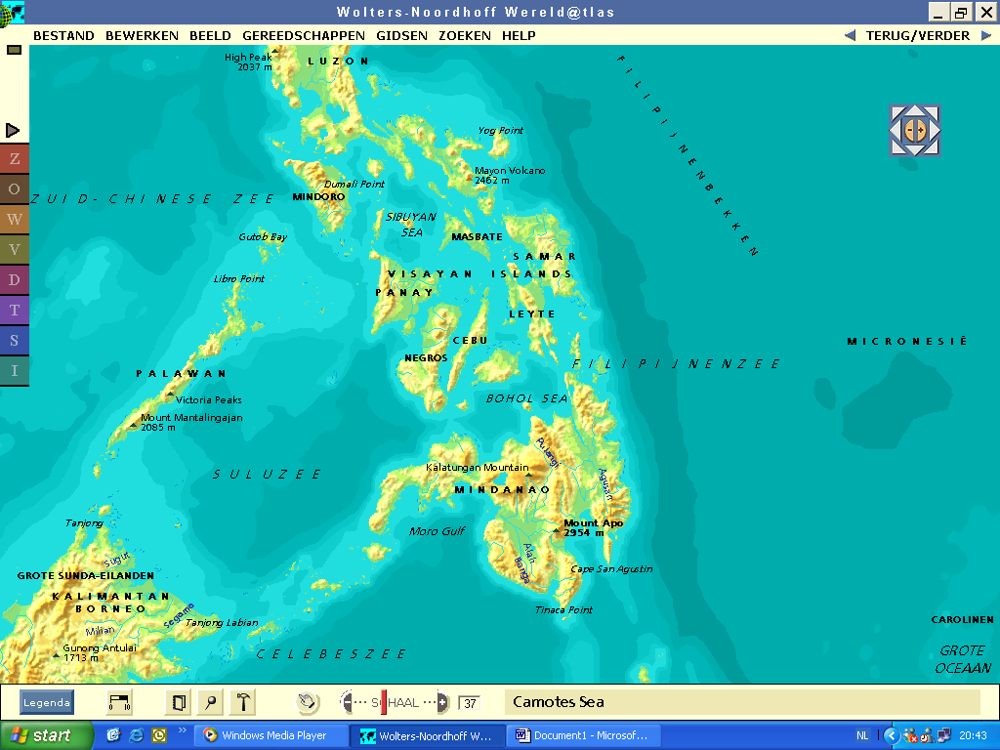 Wolters-Noordhoff Wereld@tlas
BESTAND BEWERKEN BEELD GEREEDSCHAPPEN GIDSEN ZOEKEN HELP
TERUG/VERDER
High Peak
2037 m
LUZON
FILIPIJNENBEKKEN
Yog Point
Z
O
W
V
D
T
S
I
Mayon Volcano
2462 m
Dumali Point
ZUID-CHINESE ZEE
MINDORO
SIBUYAN
SEA
Gutob Bay
MASBATE
SAMAR
VISAYAN ISLANDS
Libro Point
PANAY
LEYTE
CEBU
MICRONESIË
NEGROS
FILIPIJNENZEE
PALAWAN
Victoria Peaks
BOHOL SEA
Mount Mantalingajan
2085 m
Pulangi
Kalatungan Mountain
SULUZEE
Agusan
MINDANAO
Tanjong
Moro Gulf
Mount Apo
2954 m
Alah
Banga
Sugut
Cape San Agustin
GROTE SUNDA-EILANDEN
KALIMANTAN
BORNEO
Segama
Tinaca Point
Tanjong Labian
CAROLINEN
Milian
Gunong Antulai
1713 m
CELEBESZEE
GROTE
OCEAAN
Legenda
SCHAAL
37
Camotes Sea
start
Windows Media Player
Wolters-Noordhoff W...
Document1 - Microsof...
NL
20:43